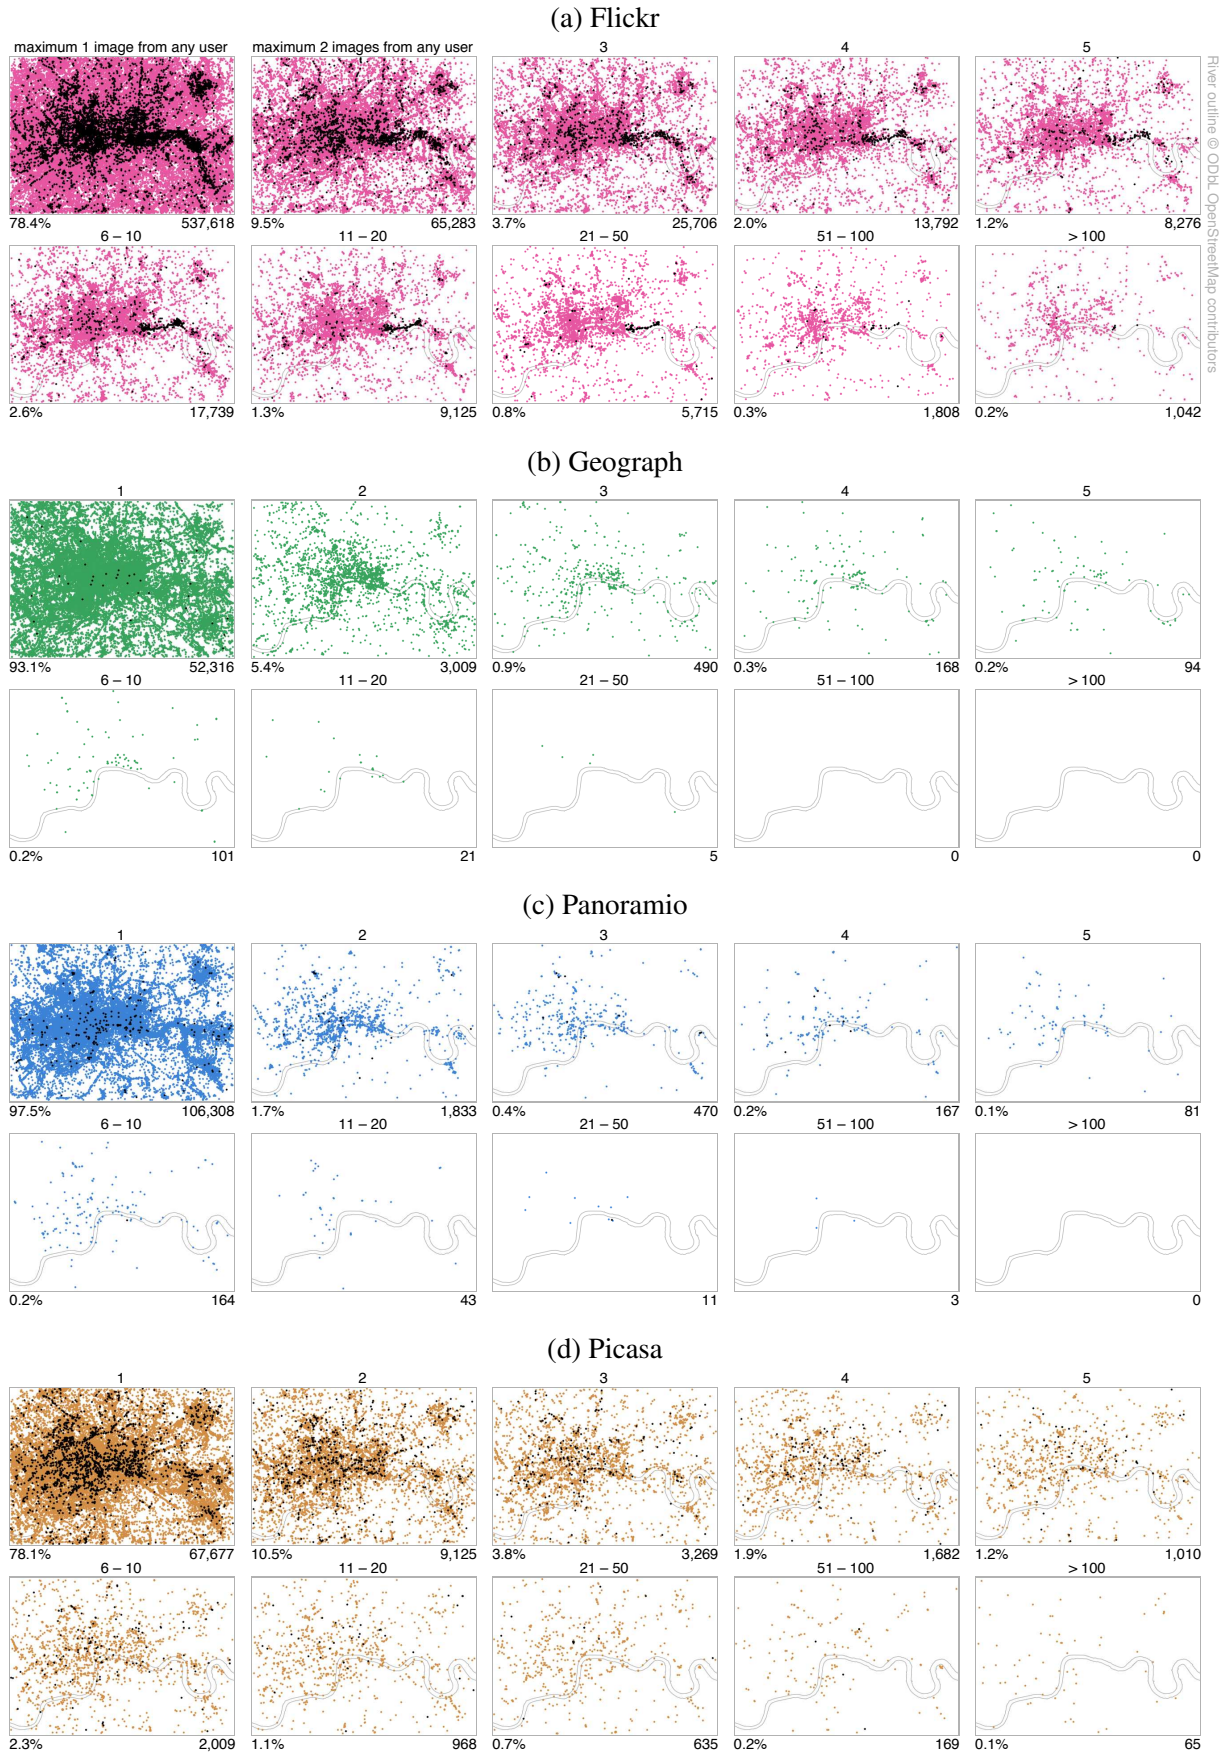 (a) Flickr
maximum 1 image from any user
maximum 2 images from any user
3
4
5
78.4% 537,618
9.5% 65,283
3.7% 25,706
2.0% 13,792
1.2% 8,276
6 – 10
11 – 20
21 – 50
51 – 100
> 100
2.6% 17,739
1.3% 9,125
0.8% 5,715
0.3% 1,808
0.2% 1,042
River outline © ODbL OpenStreetMap contributors
(b) Geograph
1
2
3
4
5
93.1% 52,316
5.4% 3,009
0.9% 490
0.3% 168
0.2% 94
6 – 10
11 – 20
21 – 50
51 – 100
> 100
0.2% 101
21
5
0
0
(c) Panoramio
1
2
3
4
5
97.5% 106,308
1.7% 1,833
0.4% 470
0.2% 167
0.1% 81
6 – 10
11 – 20
21 – 50
51 – 100
> 100
0.2% 164
43
11
3
0
(d) Picasa
1
2
3
4
5
78.1% 67,677
10.5% 9,125
3.8% 3,269
1.9% 1,682
1.2% 1,010
6 – 10
11 – 20
21 – 50
51 – 100
> 100
2.3% 2,009
1.1% 968
0.7% 635
0.2% 169
0.1% 65